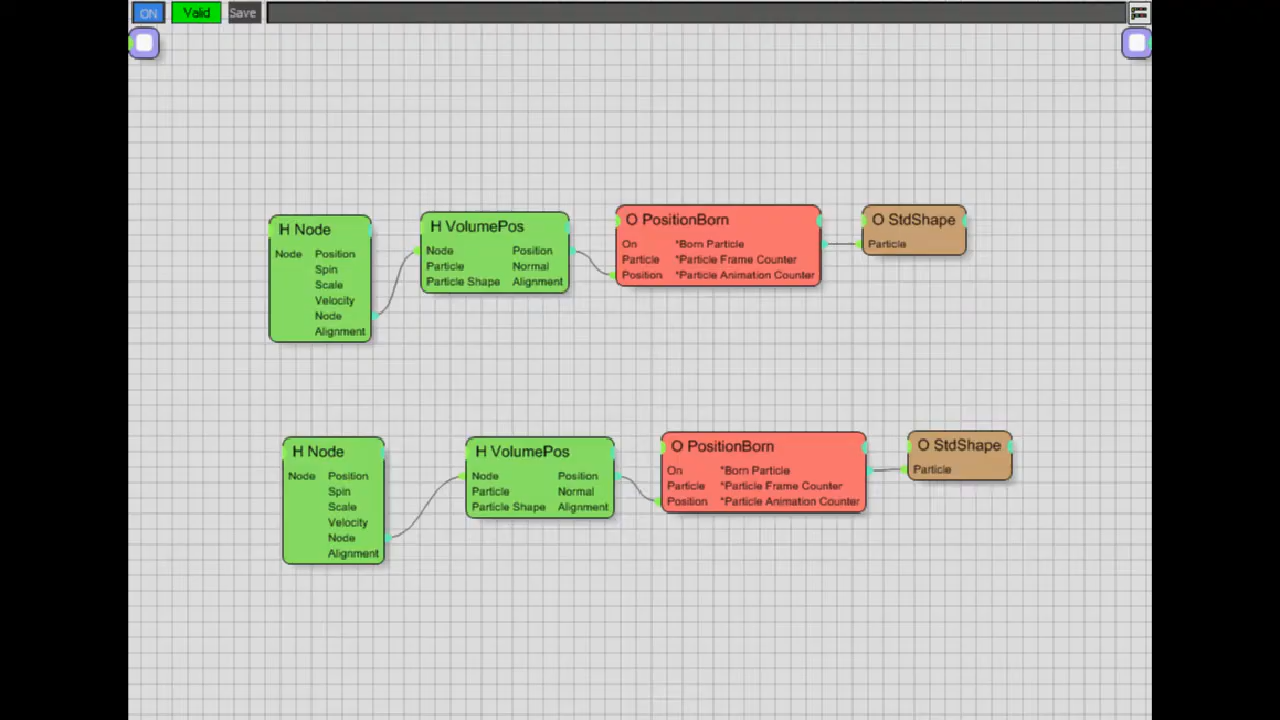 ON Valid Save
H Node
Node Position
Spin
Scale
Velocity
Node
Alignment
H VolumePos
Node Position
Particle Normal
Particle Shape Alignment
O PositionBorn
On *Born Particle
Particle *Particle Frame Counter
Position *Particle Animation Counter
O StdShape
Particle
H Node
Node Position
Spin
Scale
Velocity
Node
Alignment
H VolumePos
Node Position
Particle Normal
Particle Shape Alignment
O PositionBorn
On *Born Particle
Particle *Particle Frame Counter
Position *Particle Animation Counter
O StdShape
Particle